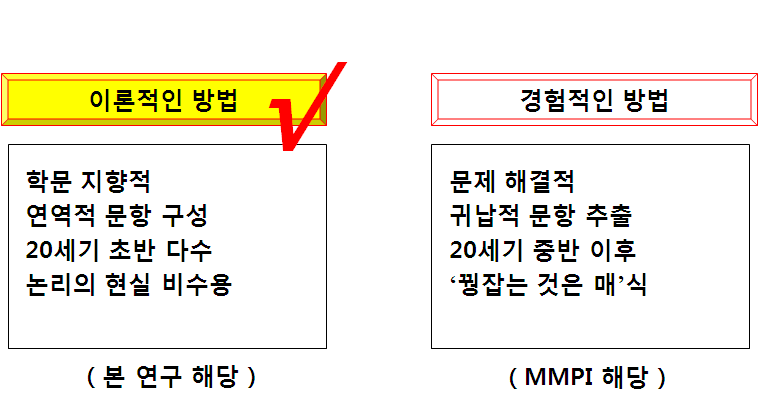 이론적인 방법
학문 지향적
연역적 문항 구성
20세기 초반 다수
논리의 현실 비수용
( 본 연구 해당 )
경험적인 방법
문제 해결적
귀납적 문항 추출
20세기 중반 이후
‘꿩잡는 것은 매’식
( MMPI 해당 )